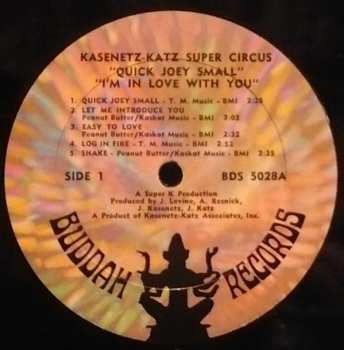 KASENETZ-KATZ SUPER CIRCUS
"QUICK JOEY SMALL"
"I'M IN LOVE WITH YOU"
1. QUICK JOEY SMALL - T. M. Music - BMI 2:25
2. LET ME INTRODUCE YOU
Peanut Butter/Kaskat Music - BMI 3:02
3. EASY TO LOVE
Peanut Butter/Kaskat Music - BMI 2:32
4. LOG IN FIRE - T. M. Music - BMI 2:52
5. SHAKE - Peanut Butter/Kaskat Music - BMI 2:25
SIDE 1 BDS 5028A
A Super K Production
Produced by J. Levine, A. Resnick,
J. Kasenetz, J. Katz
A Product of Kasenetz-Katz Associates, Inc.
BUDDAH RECORDS